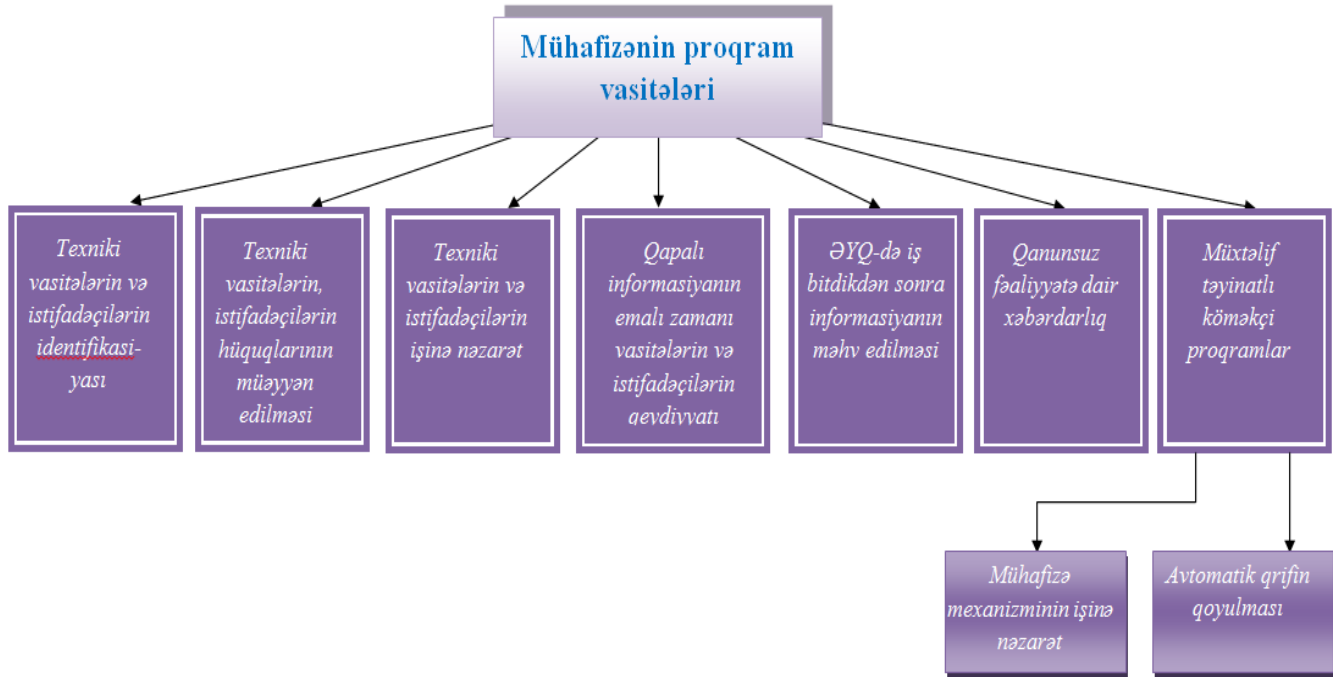 Mühafizənin proqram
vasitələri
Texniki
vasitələrin və
istifadəçilərin
identifikasi-
yası
Texniki
vasitələrin,
istifadəçilərin
hüquqlarının
müəyyən
edilməsi
Texniki
vasitələrin və
istifadəçilərin
işinə nəzarət
Qapalı
informasiyanın
emalı zamanı
vasitələrin və
istifadəçilərin
qeydiyyatı
ƏYQ-də iş
bitdikdən sonra
informasiyanın
məhv edilməsi
Qanunsuz
fəaliyyətə dair
xəbərdarlıq
Müxtəlif
təyinatlı
köməkçi
proqramlar
Mühafizə
mexanizminin işinə
nəzarət
Avtomatik qrifin
qoyulması